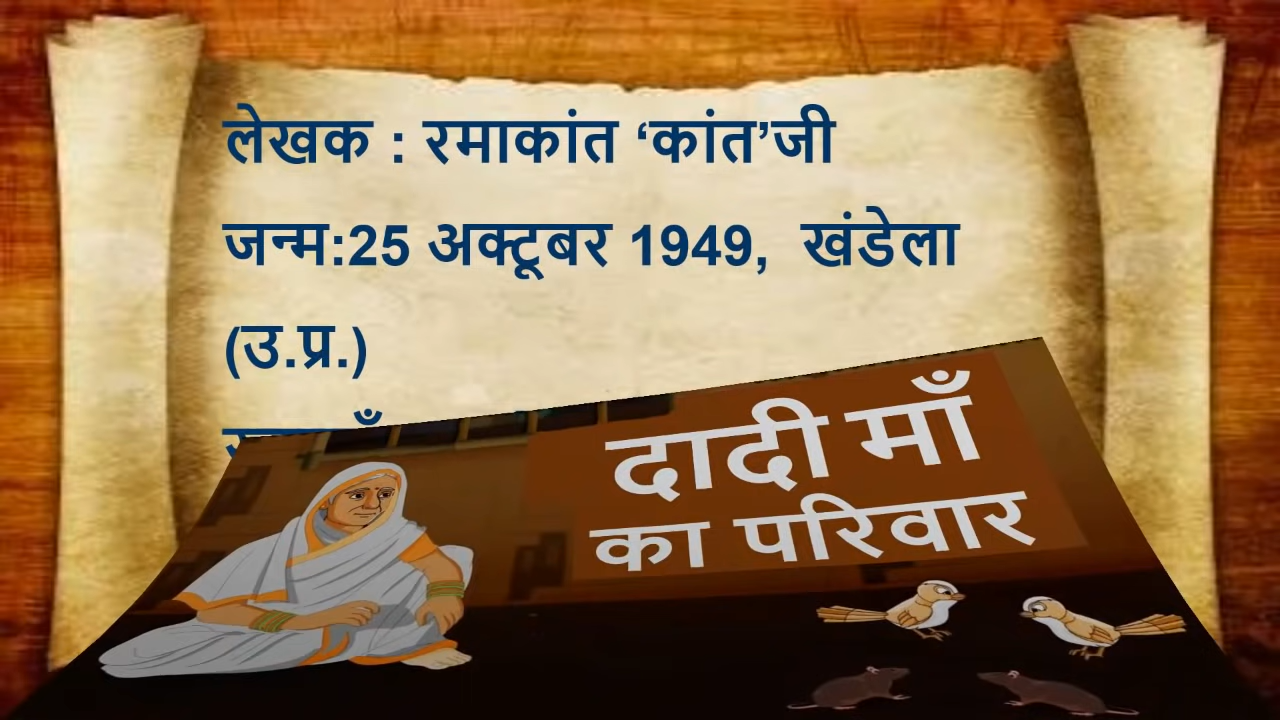 लेखक : रमाकांत ‘कांत’जी
जन्म:25 अक्टूबर 1949, खंडेला
(उ.प्र.)
दादी माँ
का परिवार